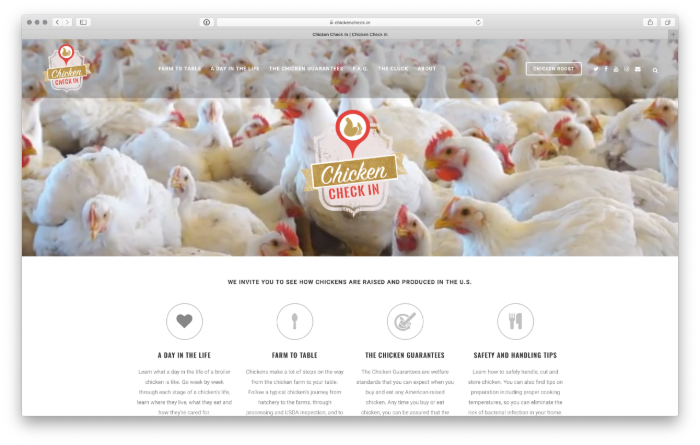 chickencheck.in
Chicken Check In | Chicken Check In
Chicken
CHECK IN
FARM TO TABLE A DAY IN THE LIFE THE CHICKEN GUARANTEES F.A.Q. THE CLUCK ABOUT
CHICKEN ROOST
Chicken
CHECK IN
WE INVITE YOU TO SEE HOW CHICKENS ARE RAISED AND PRODUCED IN THE U.S.
A DAY IN THE LIFE
Learn what a day in the life of a broiler
chicken is like. Go week by week
through each stage of a chicken's life,
learn where they live, what they eat and
how they're cared for.
FARM TO TABLE
Chickens make a lot of stops on the way
from the chicken farm to your table.
Follow a typical chicken's journey from
hatchery to the farms, through
processing and USDA inspection, and to
THE CHICKEN GUARANTEES
The Chicken Guarantees are welfare
standards that you can expect when you
buy and eat any American-raised
chicken. Any time you buy or eat
chicken, you can be assured that the
SAFETY AND HANDLING TIPS
Learn how to safely handle, cut and
store chicken. You can also find tips on
preparation including proper cooking
temperatures, so you can eliminate the
risk of bacterial infection in your home.